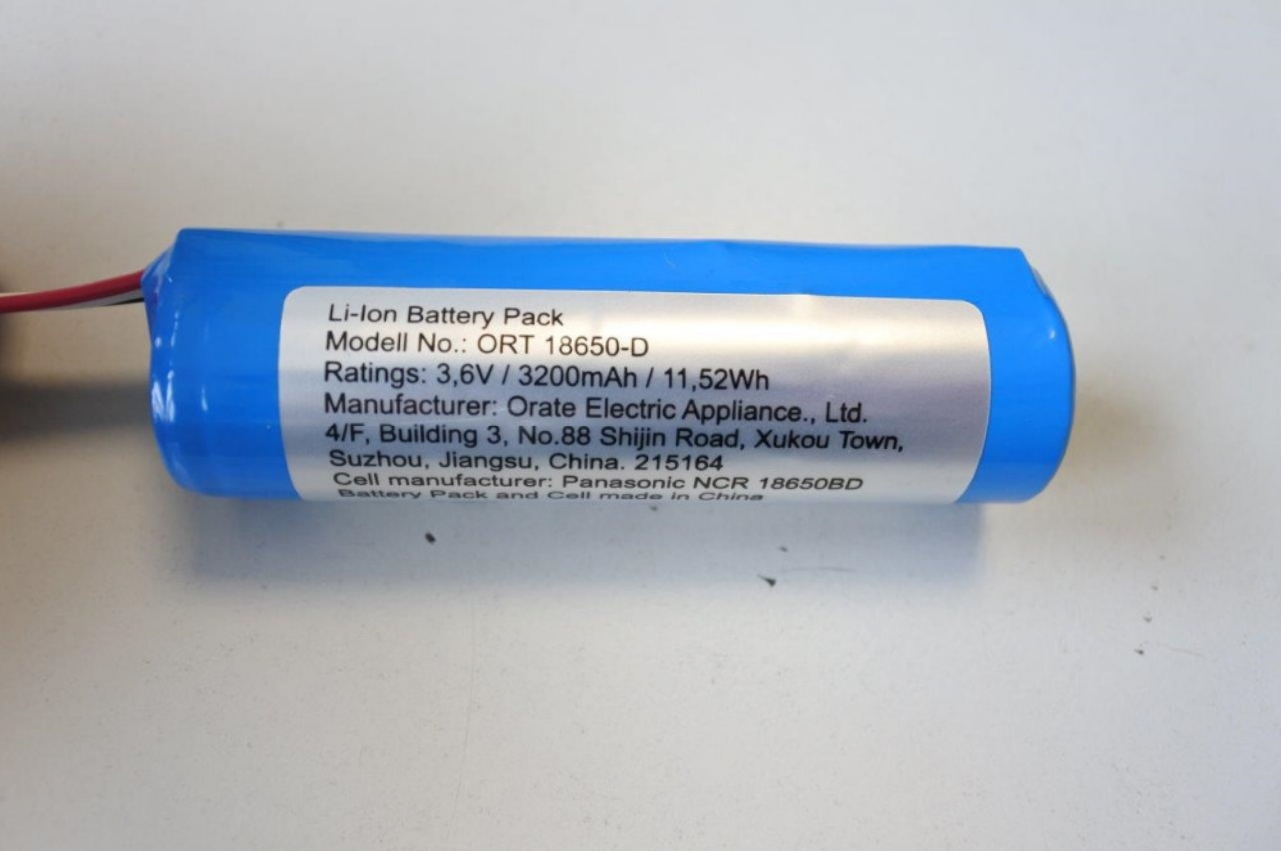 Li-Ion Battery Pack
Modell No.: ORT 18650-D
Ratings: 3,6V / 3200mAh / 11,52Wh
Manufacturer: Orate Electric Appliance., Ltd.
4/F, Building 3, No.88 Shijin Road, Xukou Town,
Suzhou, Jiangsu, China. 215164
Cell manufacturer: Panasonic NCR 18650BD
Battery Pack and Cell made in China